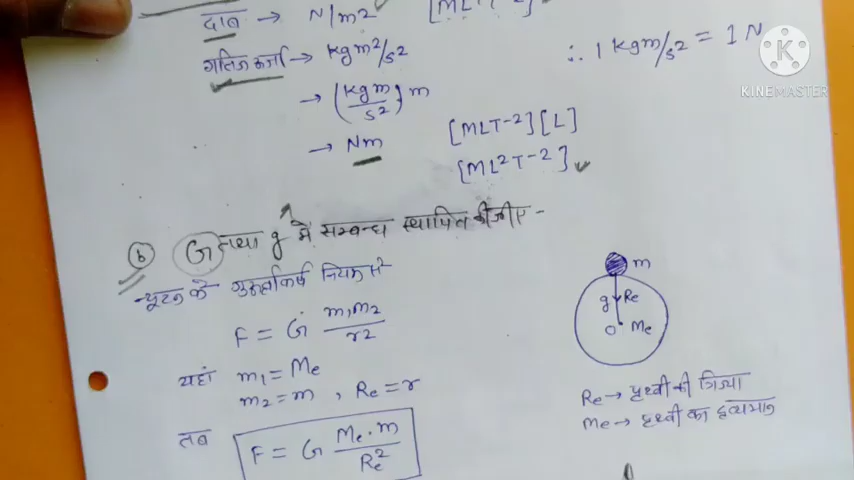 दाब → N/m2 [MLT-2]
गतिज ऊर्जा → kgm2/s2
∴ 1 kgm/s2 = 1 N
→ (kgm/s2) m
→ Nm [MLT-2][L]
[ML2T-2]
(b) G तथा g में सम्बन्ध स्थापित कीजीए -
न्यूटन के नियम से
F = G m1m2/r2
यहां m1 = Me
m2 = m , Re = r
तब F = G Me.m/Re2
m
g Re
O Me
Re → पृथ्वी की त्रिज्या
Me → पृथ्वी का द्रव्यमान
K
KINEMASTER